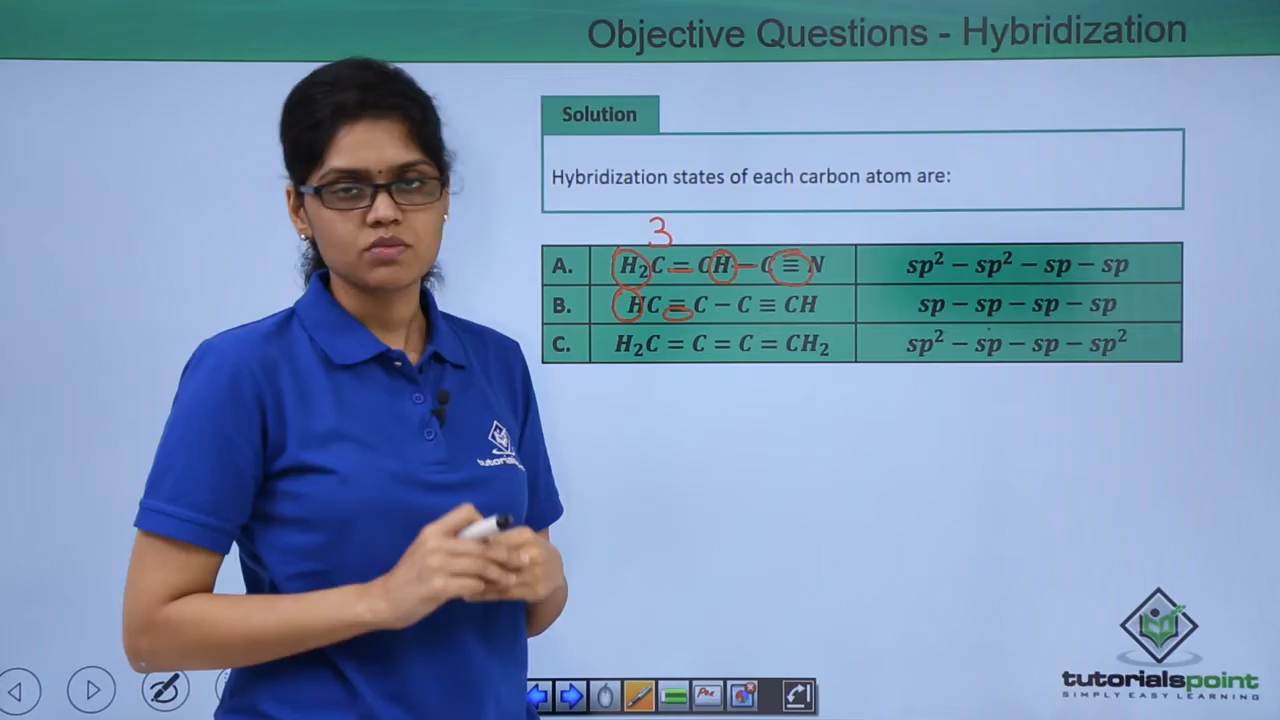 Objective Questions - Hybridization
Solution
Hybridization states of each carbon atom are:
3
A. H₂C = CH − C ≡ N sp² − sp² − sp − sp
B. HC ≡ C − C ≡ CH sp − sp − sp − sp
C. H₂C = C = C = CH₂ sp² − sp − sp − sp²
tutorialspoint
SIMPLY EASY LEARNING